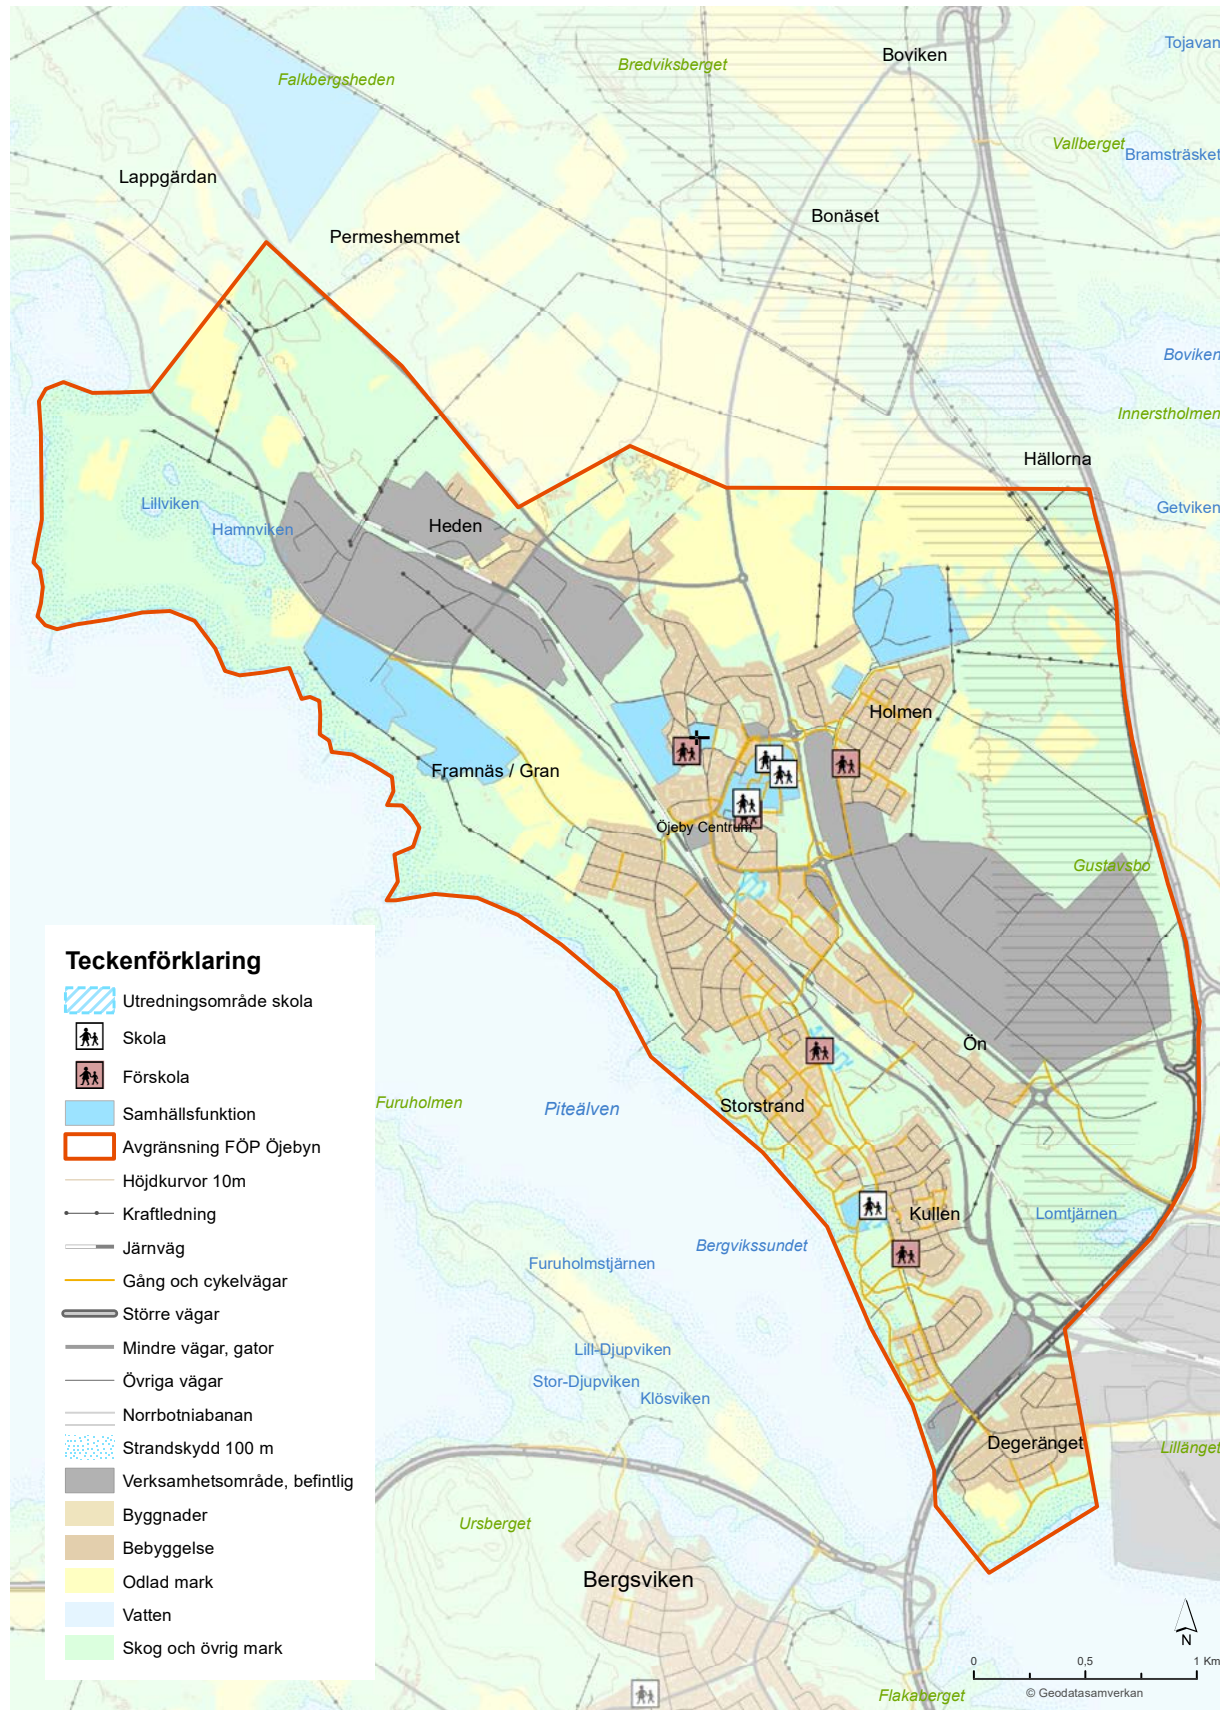 Boviken
Tojavan
Bredviksberget
Falkbergsheden
Vallberget
Bramsträsket
Lappgärdan
Bonäset
Permeshemmet
Boviken
Innerstholmen
Hällorna
Lillviken
Hamnviken
Heden
Getviken
Holmen
Framnäs / Gran
Öjeby Centrum
Gustavsbo
Ön
Furuholmen
Piteälven
Storstrand
Kullen
Lomtjärnen
Bergvikssundet
Furuholmstjärnen
Lill-Djupviken
Stor-Djupviken
Klösviken
Degeränget
Lillänget
Ursberget
Bergsviken
Flakaberget
Teckenförklaring
Utredningsområde skola
Skola
Förskola
Samhällsfunktion
Avgränsning FÖP Öjebyn
Höjdkurvor 10m
Kraftledning
Järnväg
Gång och cykelvägar
Större vägar
Mindre vägar, gator
Övriga vägar
Norrbotniabanan
Strandskydd 100 m
Verksamhetsområde, befintlig
Byggnader
Bebyggelse
Odlad mark
Vatten
Skog och övrig mark
N
0 0,5 1 Km
© Geodatasamverkan